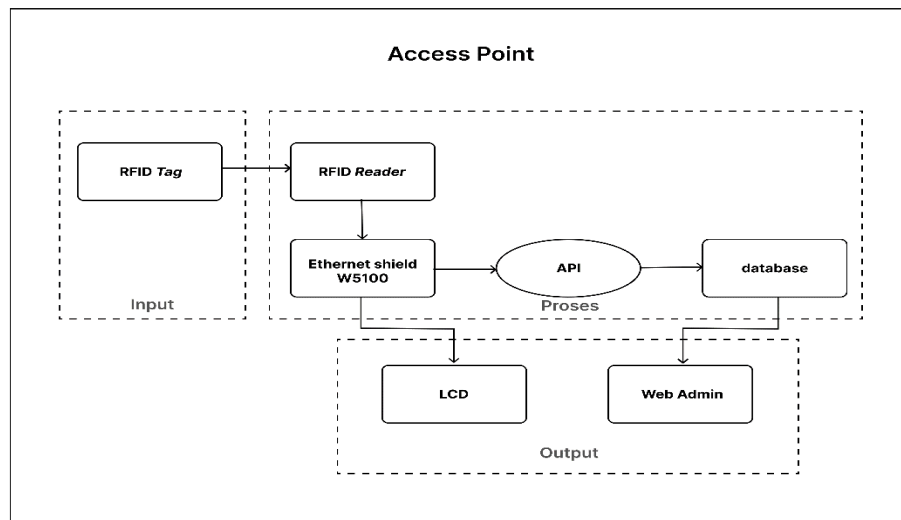 Access Point
RFID Tag
RFID Reader
Ethernet shield
W5100
API
database
Input
Proses
LCD
Web Admin
Output